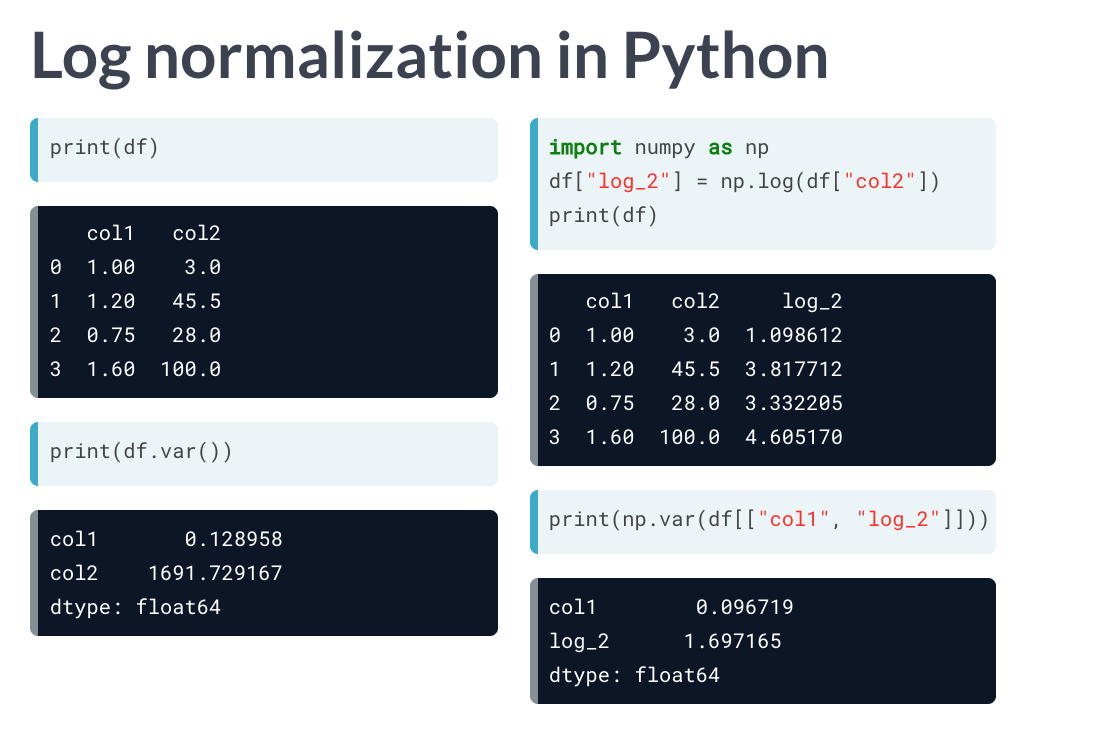 Log normalization in Python
print(df)
   col1   col2
0  1.00    3.0
1  1.20   45.5
2  0.75   28.0
3  1.60  100.0
print(df.var())
col1       0.128958
col2    1691.729167
dtype: float64
import numpy as np
df["log_2"] = np.log(df["col2"])
print(df)
   col1   col2     log_2
0  1.00    3.0  1.098612
1  1.20   45.5  3.817712
2  0.75   28.0  3.332205
3  1.60  100.0  4.605170
print(np.var(df[["col1", "log_2"]]))
col1        0.096719
log_2      1.697165
dtype: float64